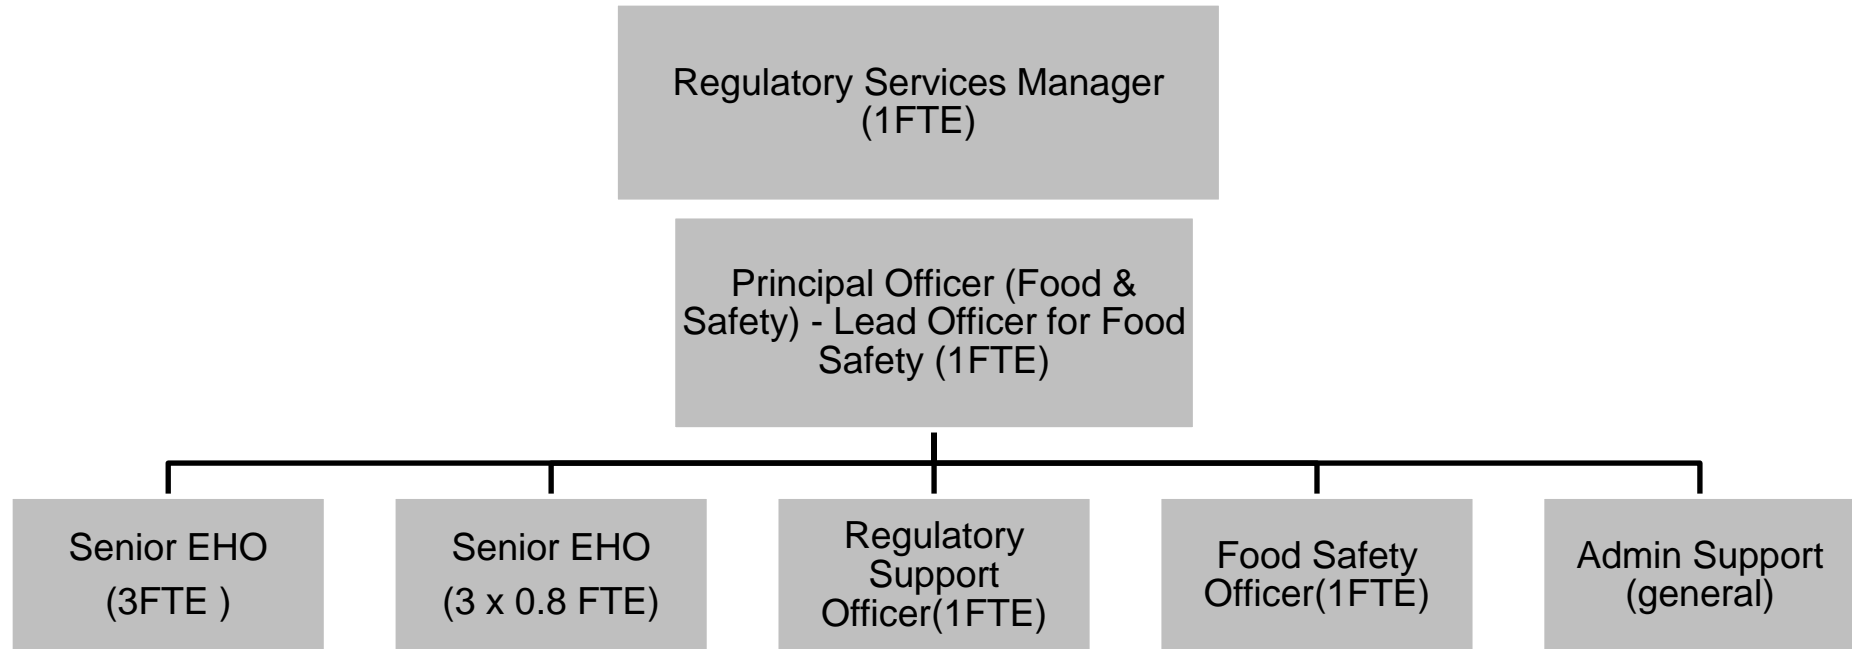 Regulatory Services Manager
(1FTE)
Principal Officer (Food &
Safety) - Lead Officer for Food
Safety (1FTE)
Senior EHO
(3FTE )
Senior EHO
(3 x 0.8 FTE)
Regulatory
Support
Officer(1FTE)
Food Safety
Officer(1FTE)
Admin Support
(general)